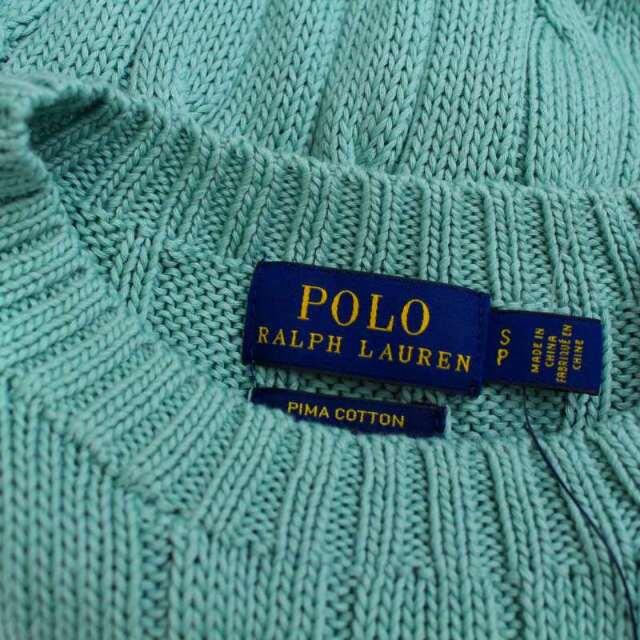 POLO
RALPH LAUREN
PIMA COTTON
S
P
MADE IN
CHINA
FABRIQUÉ EN
CHINE